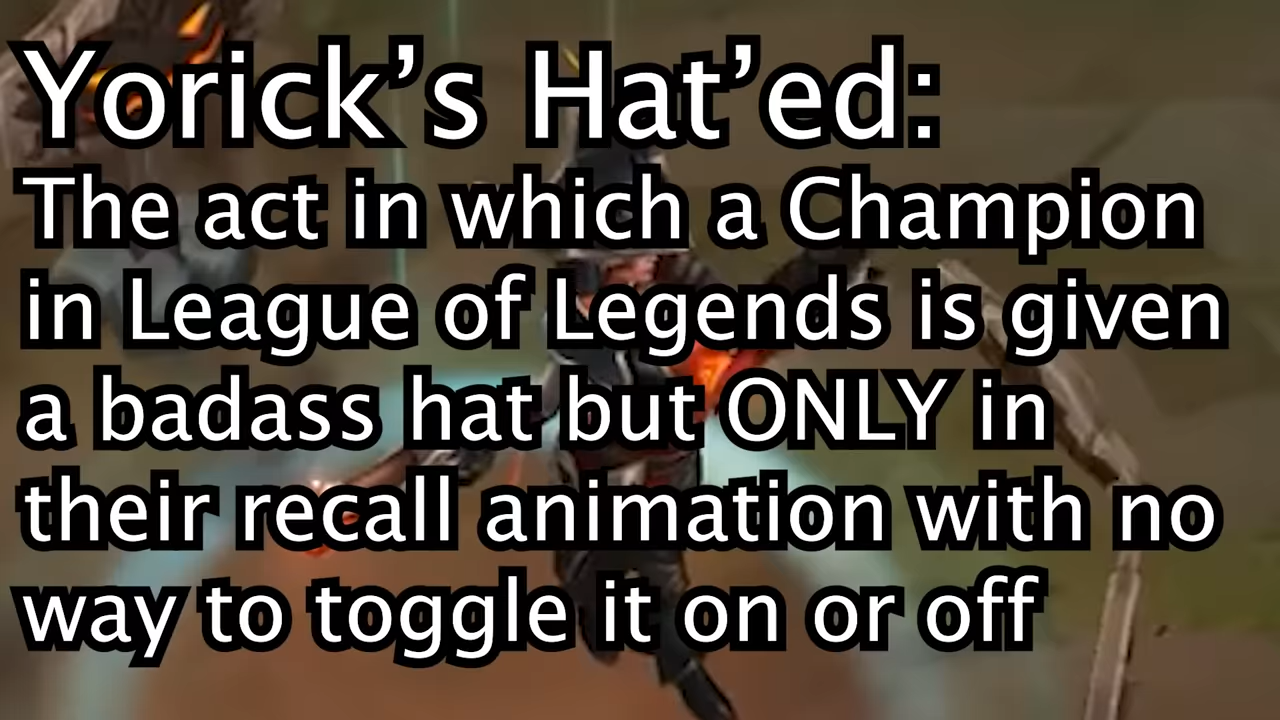 Yorick’s Hat’ed:
The act in which a Champion
in League of Legends is given
a badass hat but ONLY in
their recall animation with no
way to toggle it on or off